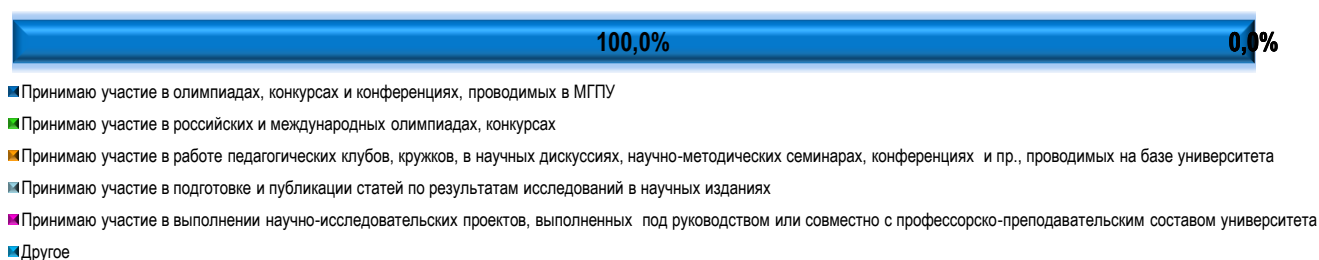 100,0% 0,0%
Принимаю участие в олимпиадах, конкурсах и конференциях, проводимых в МГПУ
Принимаю участие в российских и международных олимпиадах, конкурсах
Принимаю участие в работе педагогических клубов, кружков, в научных дискуссиях, научно-методических семинарах, конференциях и пр., проводимых на базе университета
Принимаю участие в подготовке и публикации статей по результатам исследований в научных изданиях
Принимаю участие в выполнении научно-исследовательских проектов, выполненных под руководством или совместно с профессорско-преподавательским составом университета
Другое